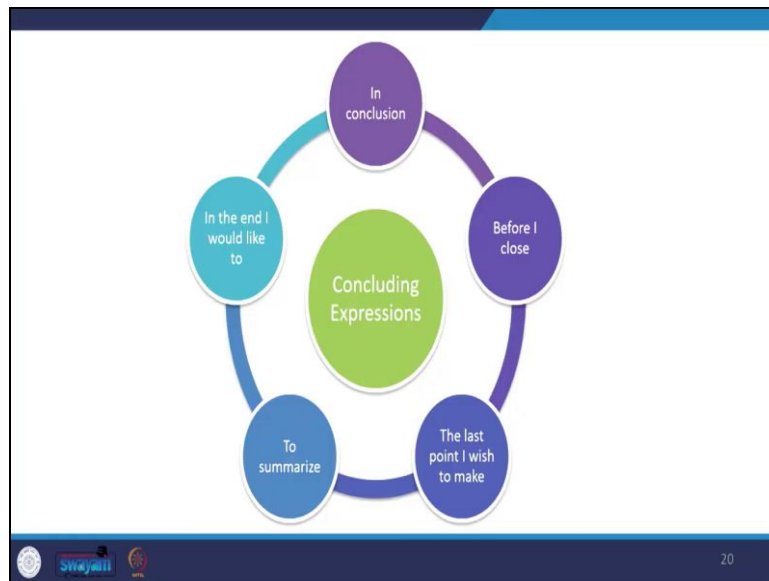 In
conclusion
Before I
close
The last
point I wish
to make
To
summarize
In the end I
would like
to
Concluding
Expressions
swayam
20